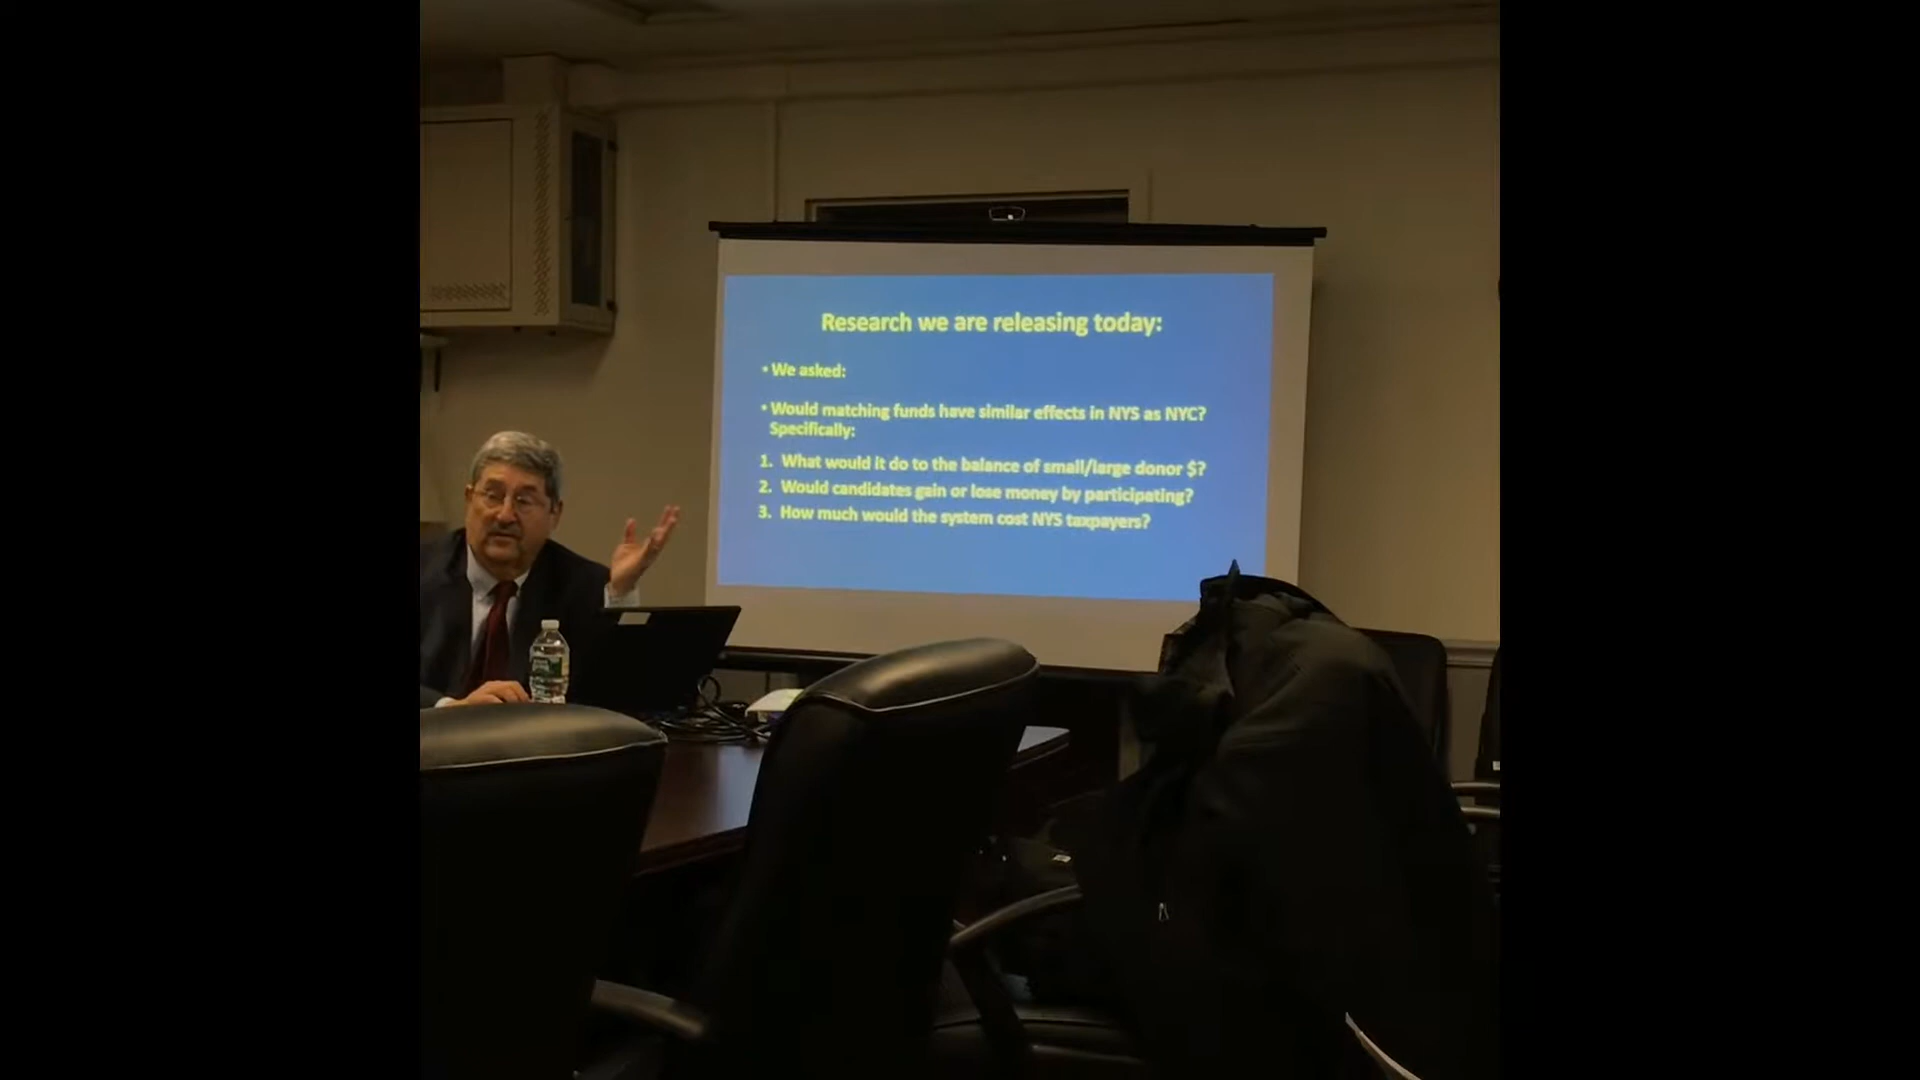 Research we are releasing today:
• We asked:
• Would matching funds have similar effects in NYS as NYC?
Specifically:
1. What would it do to the balance of small/large donor $?
2. Would candidates gain or lose money by participating?
3. How much would the system cost NYS taxpayers?